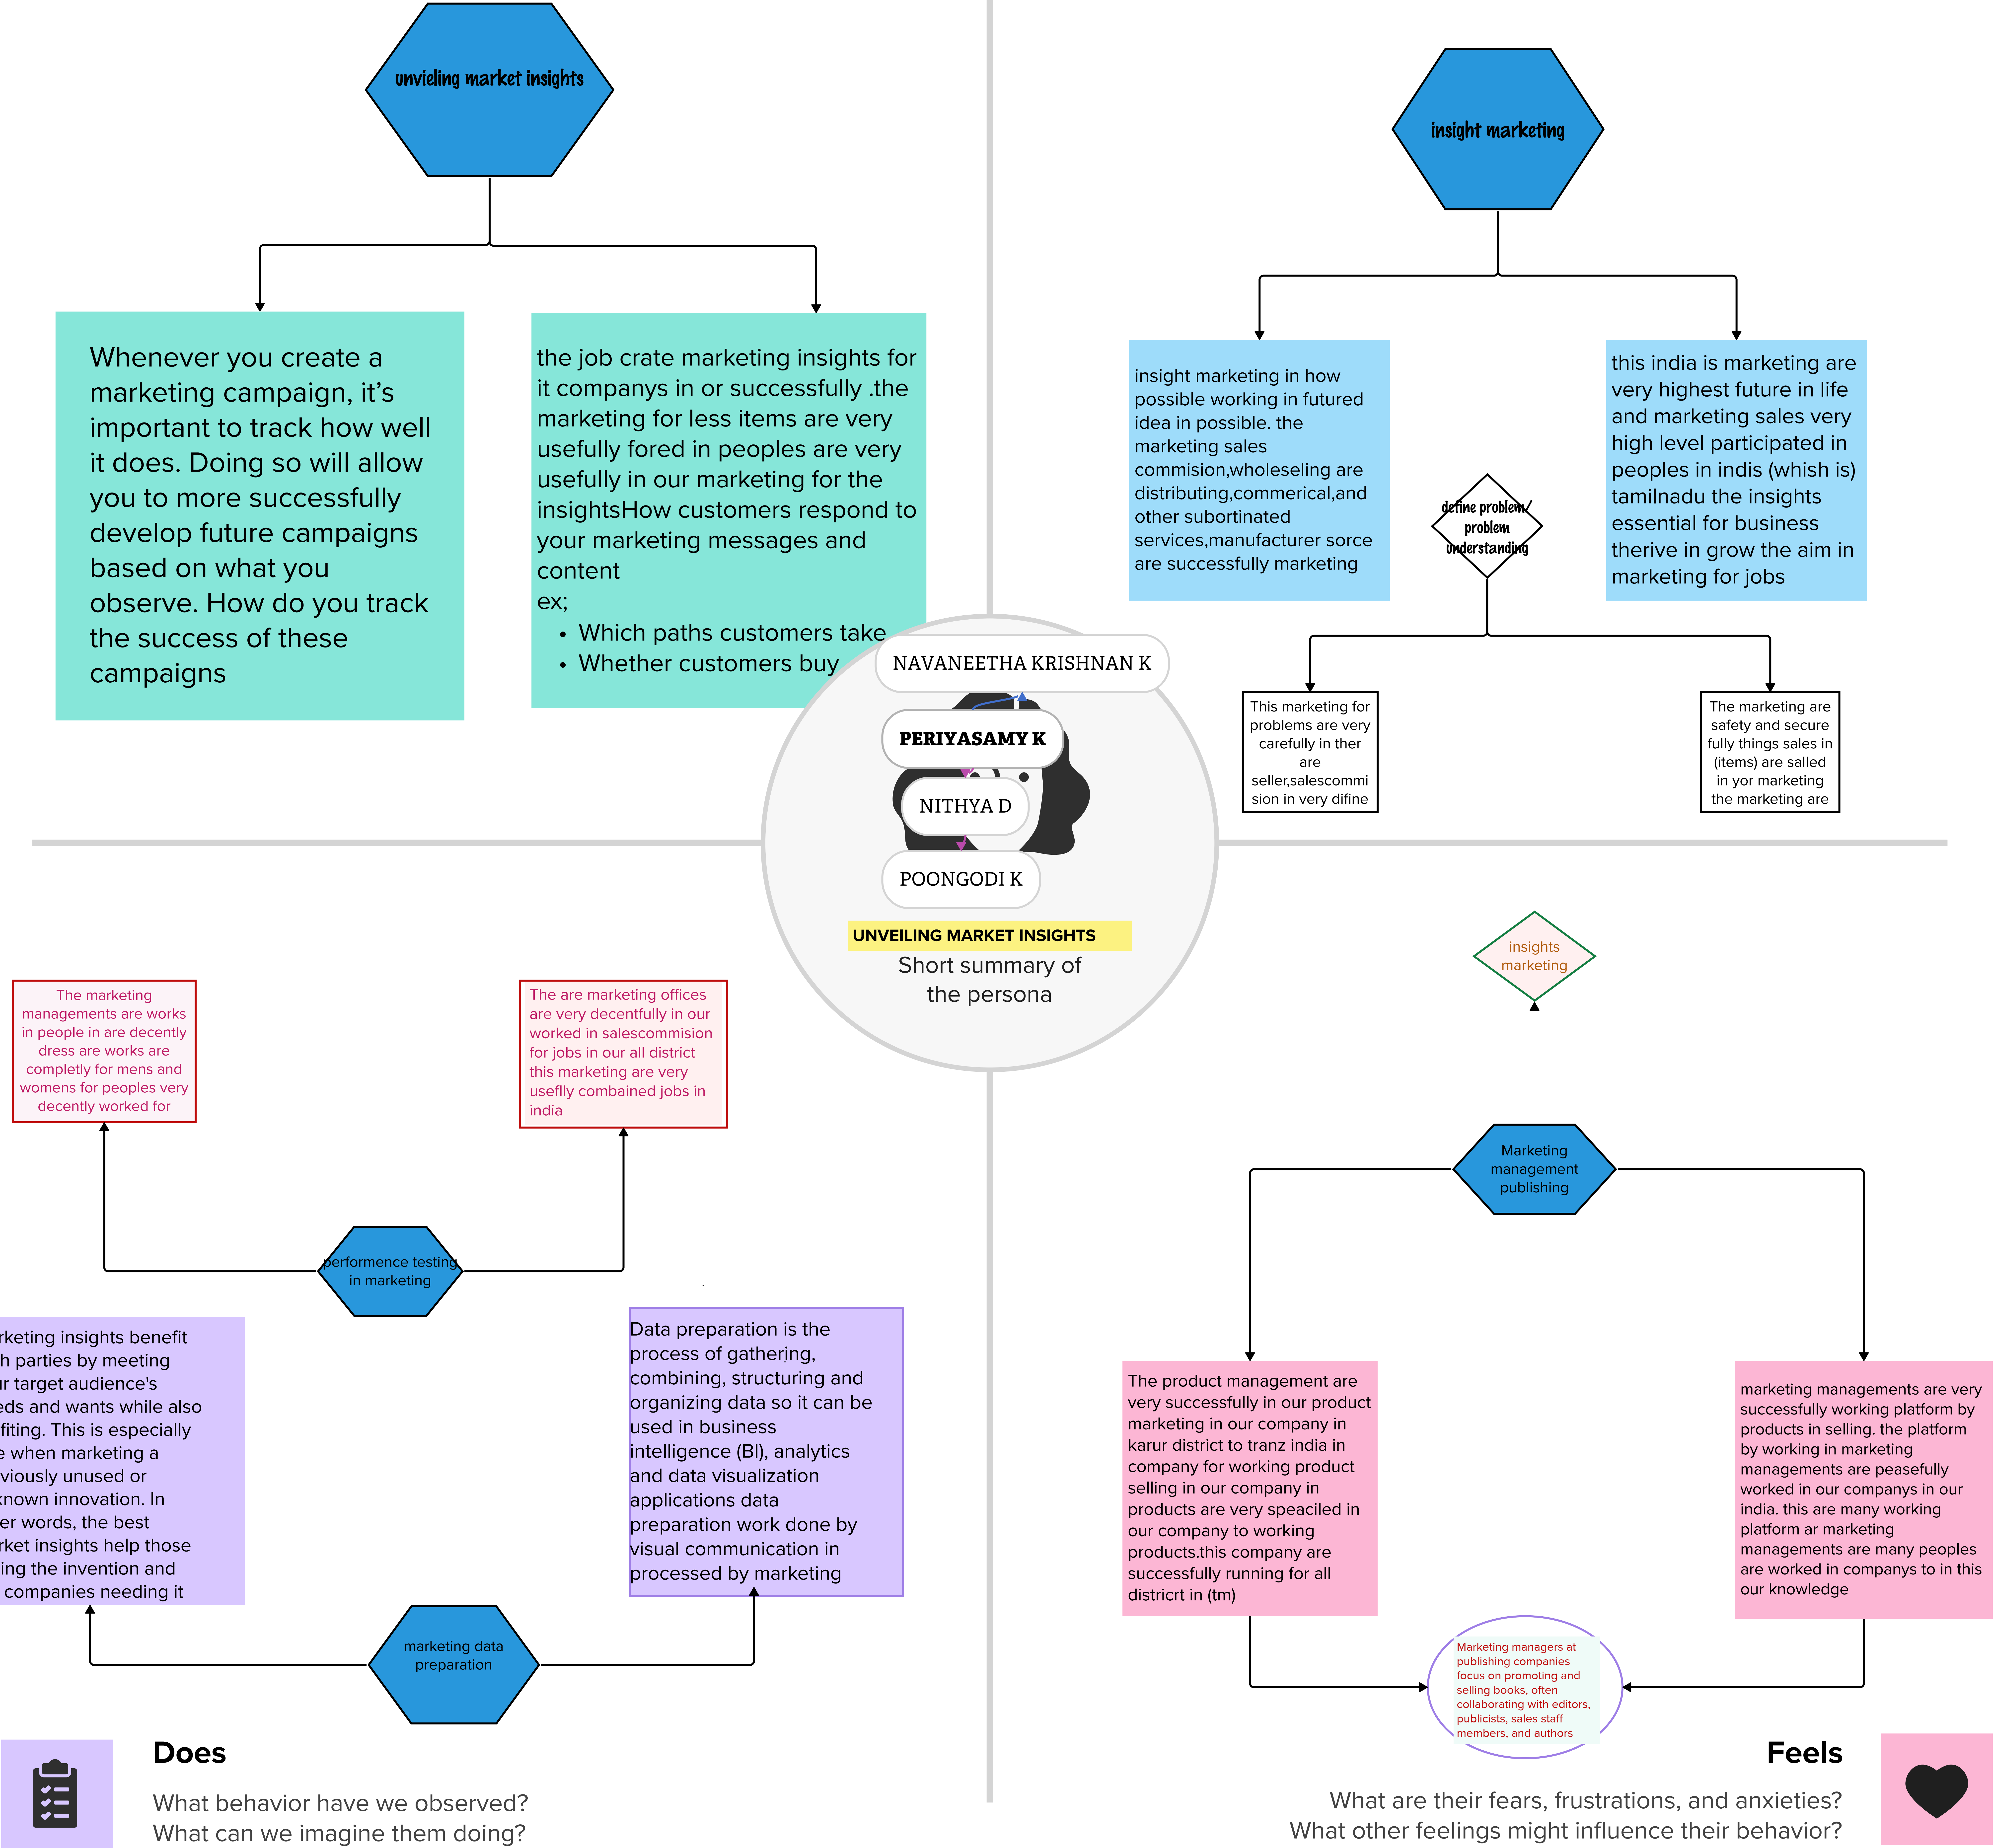 unvieling market insights
Whenever you create a
marketing campaign, it's
important to track how well
it does. Doing so will allow
you to more successfully
develop future campaigns
based on what you
observe. How do you track
the success of these
campaigns
the job crate marketing insights for
it companys in or successfully .the
marketing for less items are very
usefully fored in peoples are very
usefully in our marketing for the
insightsHow customers respond to
your marketing messages and
content
ex;
• Which paths customers take
• Whether customers buy
insight marketing
insight marketing in how
possible working in futured
idea in possible. the
marketing sales
commision,wholeseling are
distributing,commerical,and
other subortinated
services,manufacturer sorce
are successfully marketing
this india is marketing are
very highest future in life
and marketing sales very
high level participated in
peoples in indis (whish is)
tamilnadu the insights
essential for business
therive in grow the aim in
marketing for jobs
define problem/
problem
understanding
This marketing for
problems are very
carefully in ther
are
seller,salescommi
sion in very difine
The marketing are
safety and secure
fully things sales in
(items) are salled
in yor marketing
the marketing are
NAVANEETHA KRISHNAN K
PERIYASAMY K
NITHYA D
POONGODI K
UNVEILING MARKET INSIGHTS
Short summary of
the persona
The marketing
managements are works
in people in are decently
dress are works are
completly for mens and
womens for peoples very
decently worked for
The are marketing offices
are very decentfully in our
worked in salescommision
for jobs in our all district
this marketing are very
useflly combained jobs in
india
performence testing
in marketing
rketing insights benefit
h parties by meeting
ur target audience's
eds and wants while also
fiting. This is especially
e when marketing a
viously unused or
known innovation. In
er words, the best
rket insights help those
ing the invention and
companies needing it
Data preparation is the
process of gathering,
combining, structuring and
organizing data so it can be
used in business
intelligence (BI), analytics
and data visualization
applications data
preparation work done by
visual communication in
processed by marketing
marketing data
preparation
Does
What behavior have we observed?
What can we imagine them doing?
insights
marketing
Marketing
management
publishing
The product management are
very successfully in our product
marketing in our company in
karur district to tranz india in
company for working product
selling in our company in
products are very speaciled in
our company to working
products.this company are
successfully running for all
districrt in (tm)
marketing managements are very
successfully working platform by
products in selling. the platform
by working in marketing
managements are peasefully
worked in our companys in our
india. this are many working
platform ar marketing
managements are many peoples
are worked in companys to in this
our knowledge
Marketing managers at
publishing companies
focus on promoting and
selling books, often
collaborating with editors,
publicists, sales staff
members, and authors
Feels
What are their fears, frustrations, and anxieties?
What other feelings might influence their behavior?